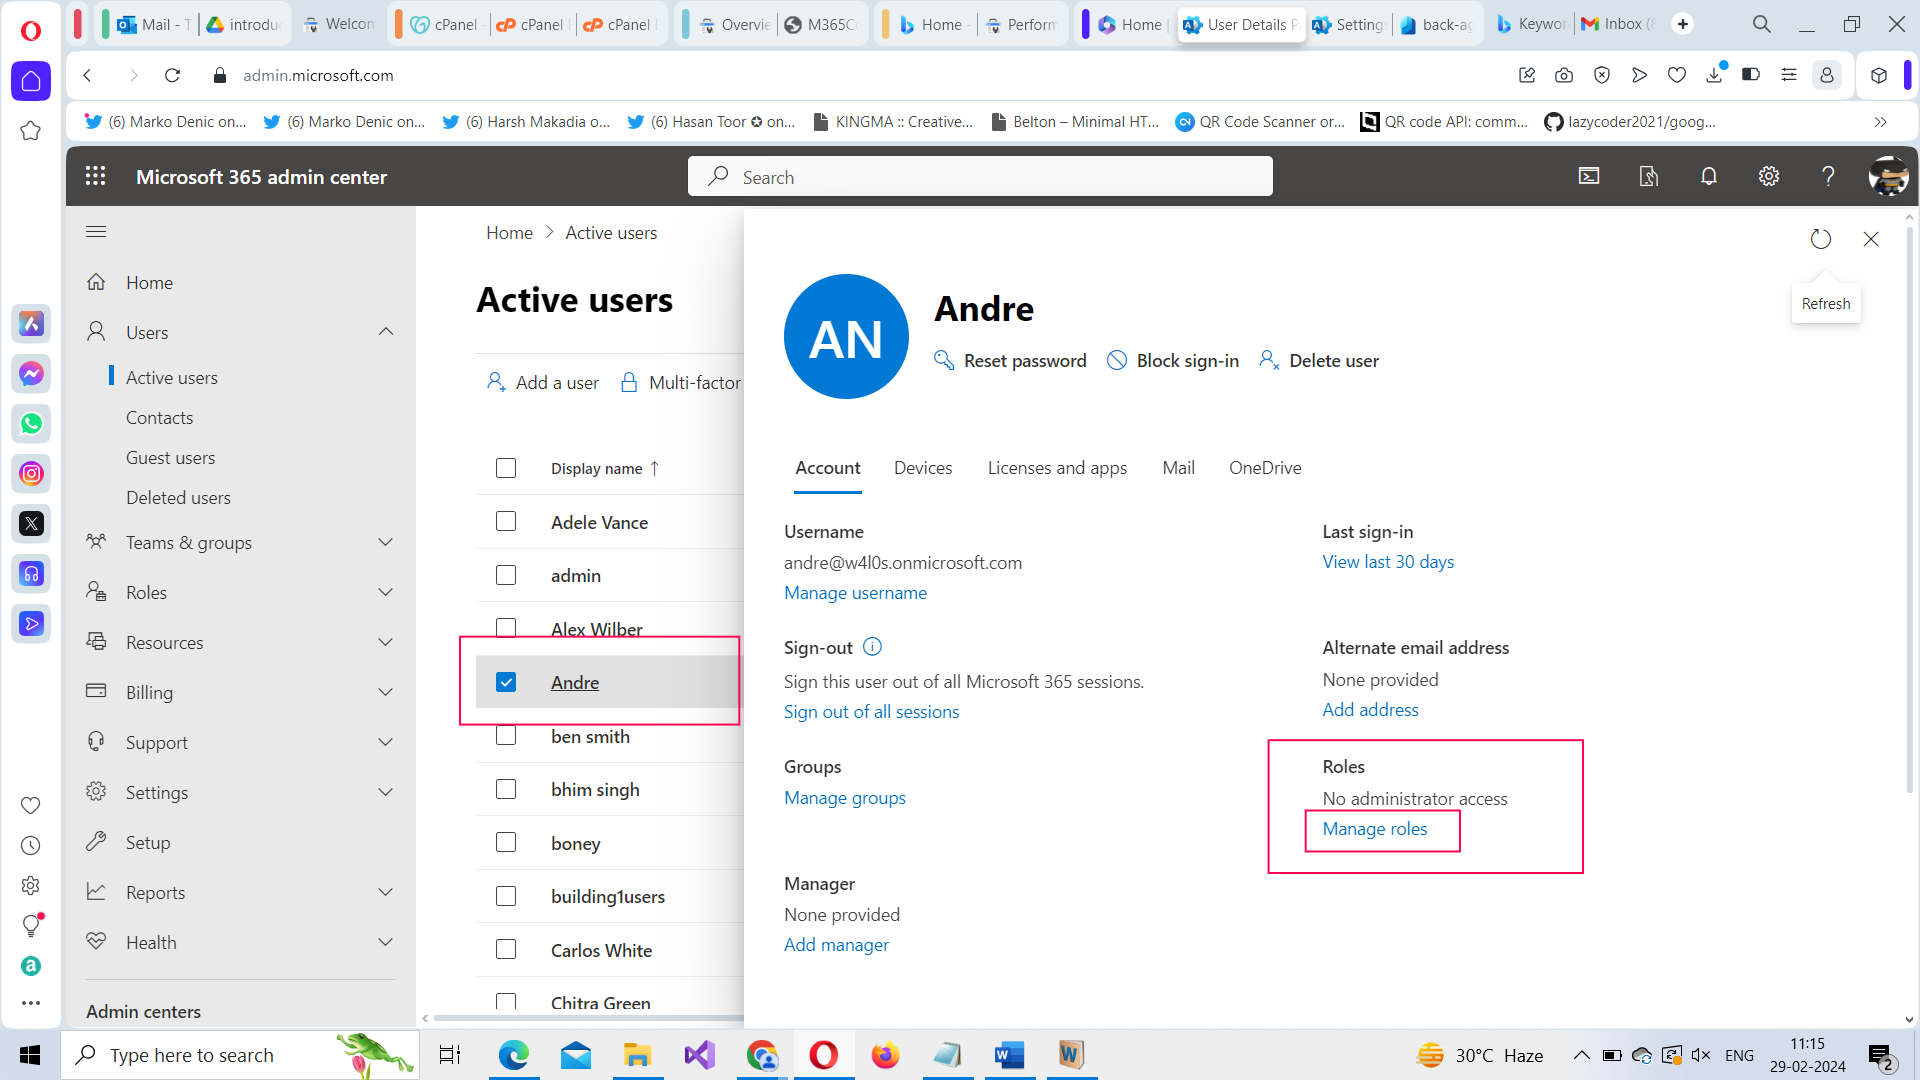 Mail - T
introduc
Welcom
cPanel
cPanel
cPanel
Overvie
M365Co
Home -
Perform
Home |
User Details P
Settings
back-ag
Keywor
Inbox (8
admin.microsoft.com
(6) Marko Denic on...
(6) Marko Denic on...
(6) Harsh Makadia o...
(6) Hasan Toor ✪ on...
KINGMA :: Creative...
Belton – Minimal HT...
QR Code Scanner or...
QR code API: comm...
lazycoder2021/goog...
Microsoft 365 admin center
Search
Home
Users
Active users
Contacts
Guest users
Deleted users
Teams & groups
Roles
Resources
Billing
Support
Settings
Setup
Reports
Health
Admin centers
Home > Active users
Active users
Add a user
Multi-factor
Display name ↑
Adele Vance
admin
Alex Wilber
Andre
ben smith
bhim singh
boney
building1users
Carlos White
Chitra Green
Refresh
AN
Andre
Reset password
Block sign-in
Delete user
Account
Devices
Licenses and apps
Mail
OneDrive
Username
andre@w4l0s.onmicrosoft.com
Manage username
Last sign-in
View last 30 days
Sign-out
Sign this user out of all Microsoft 365 sessions.
Sign out of all sessions
Alternate email address
None provided
Add address
Groups
Manage groups
Roles
No administrator access
Manage roles
Manager
None provided
Add manager
Type here to search
30°C Haze
ENG
11:15
29-02-2024
2